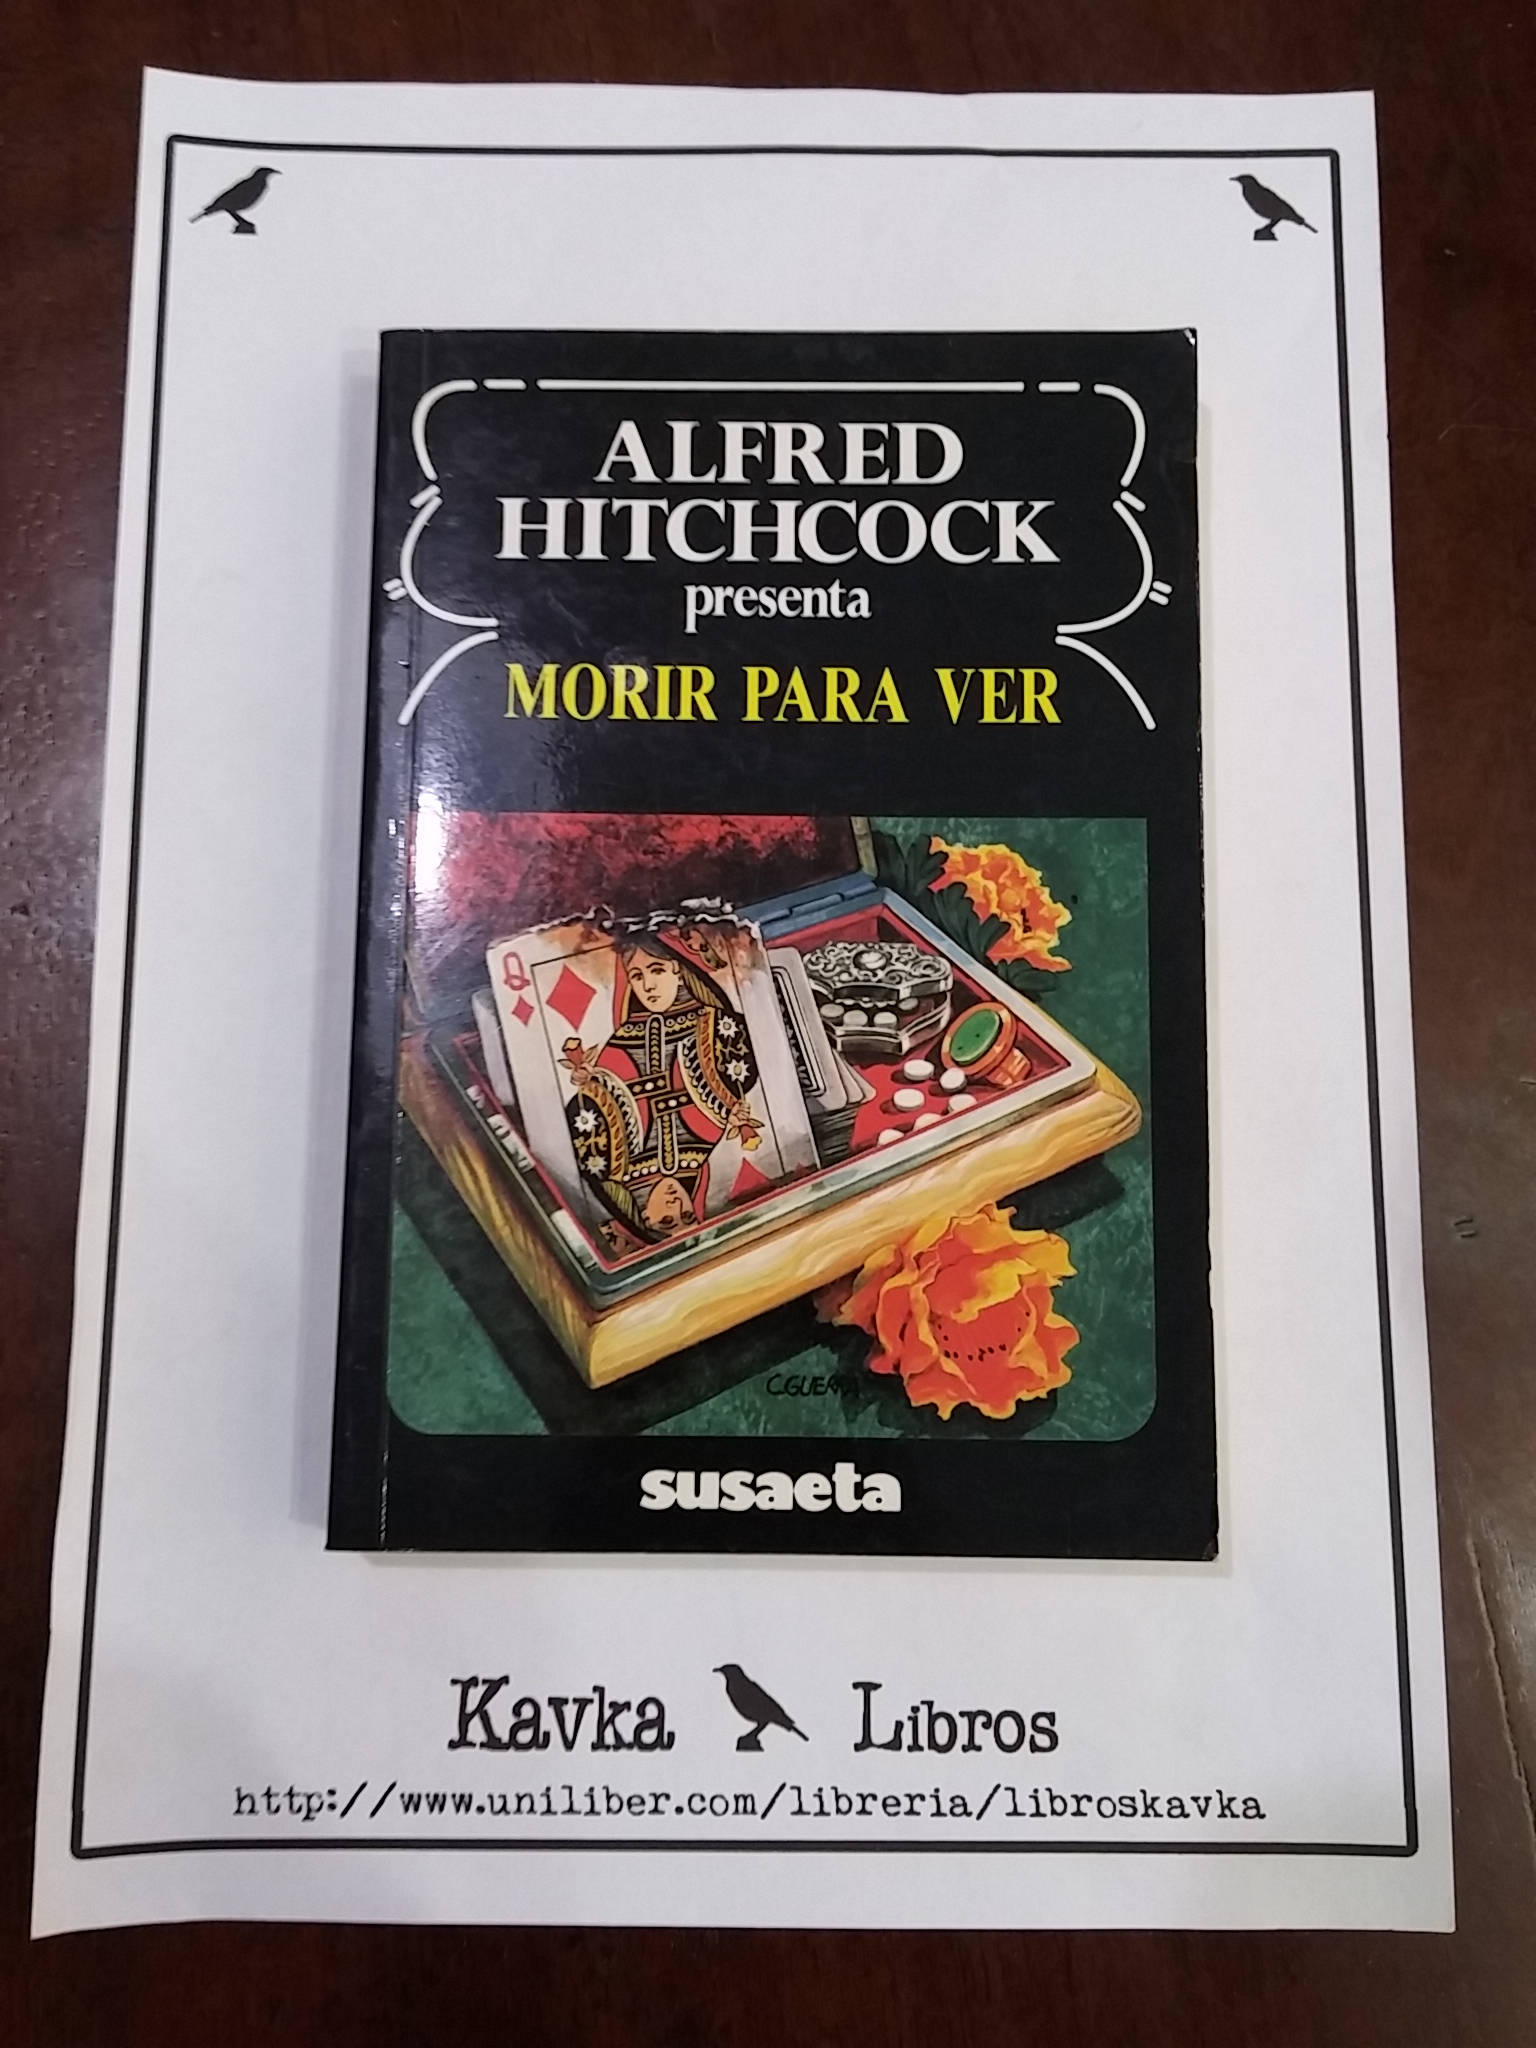 ALFRED
HITCHCOCK
presenta
MORIR PARA VER
Q
C.GUERRA
susaeta
Kavka Libros
http://www.uniliber.com/libreria/libroskavka